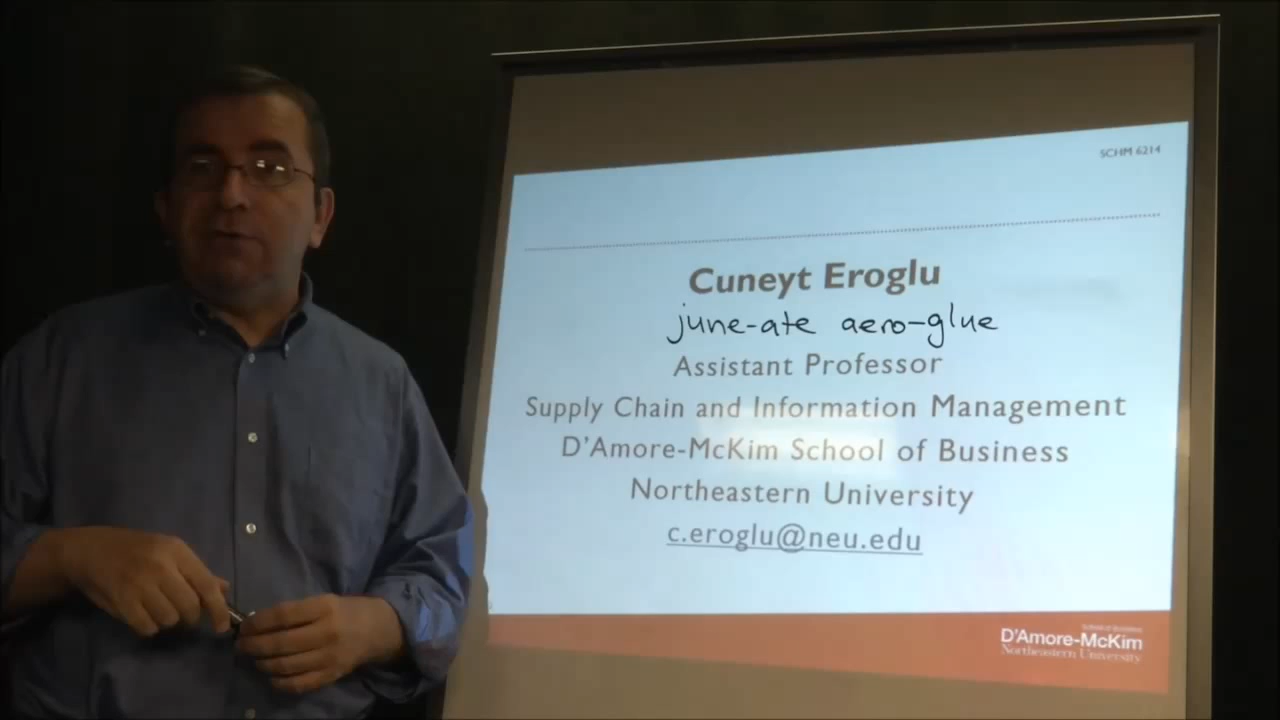 SCHM 6214
Cuneyt Eroglu
june-ate aero-glue
Assistant Professor
Supply Chain and Information Management
D'Amore-McKim School of Business
Northeastern University
c.eroglu@neu.edu
D'Amore-McKim
Northeastern University